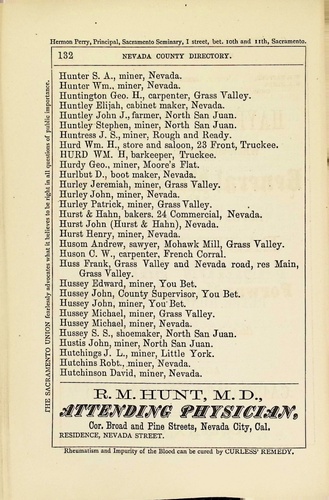 Hermon Perry, Principal, Sacramento Seminary, I street, bet. 10th and 11th, Sacramento.
132 NEVADA COUNTY DIRECTORY.
Hunter S. A., miner, Nevada.
Hunter Wm., miner, Nevada.
Huntington Geo. H., carpenter, Grass Valley.
Huntley Elijah, cabinet maker, Nevada.
Huntley John J., farmer, North San Juan.
Huntley Stephen, miner, North San Juan.
Huntress J. S., miner, Rough and Ready.
Hurd Wm. H., store and saloon, 23 Front, Truckee.
HURD WM. H, barkeeper, Truckee.
Hurdy Geo., miner, Moore's Flat.
Hurlbut D., boot maker, Nevada.
Hurley Jeremiah, miner, Grass Valley.
Hurley John, miner, Nevada.
Hurley Patrick, miner, Grass Valley.
Hurst & Hahn, bakers. 24 Commercial, Nevada.
Hurst John (Hurst & Hahn), Nevada.
Hurst Henry, miner, Nevada.
Husom Andrew, sawyer, Mohawk Mill, Grass Valley.
Huson C. W., carpenter, French Corral.
Huss Frank, Grass Valley and Nevada road, res Main,
Grass Valley.
Hussey Edward, miner, You Bet.
Hussey John, County Supervisor, You Bet.
Hussey John, miner, You Bet.
Hussey Michael, miner, Grass Valley.
Hussey Michael, miner, Nevada.
Hussey S. S., shoemaker, North San Juan.
Hustis John, miner, North San Juan.
Hutchings J. L., miner, Little York.
Hutchins Robt., miner, Nevada.
Hutchinson David, miner, Nevada.
R. M. HUNT, M. D.,
ATTENDING PHYSICIAN,
Cor. Broad and Pine Streets, Nevada City, Cal.
RESIDENCE, NEVADA STREET.
Rheumatism and Impurity of the Blood can be cured by CURLESS' REMEDY.
THE SACRAMENTO UNION fearlessly advocates what it believes to be right in all questions of public importance.